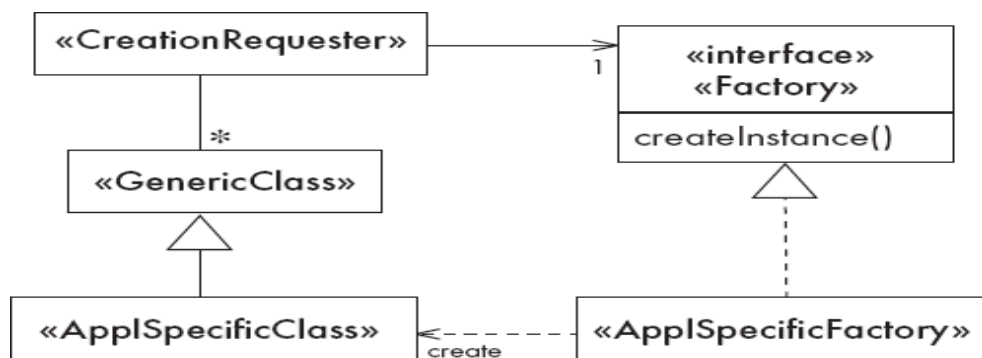 «CreationRequester»
1
«interface»
«Factory»
createInstance()
*
«GenericClass»
«ApplSpecificClass»
create
«ApplSpecificFactory»